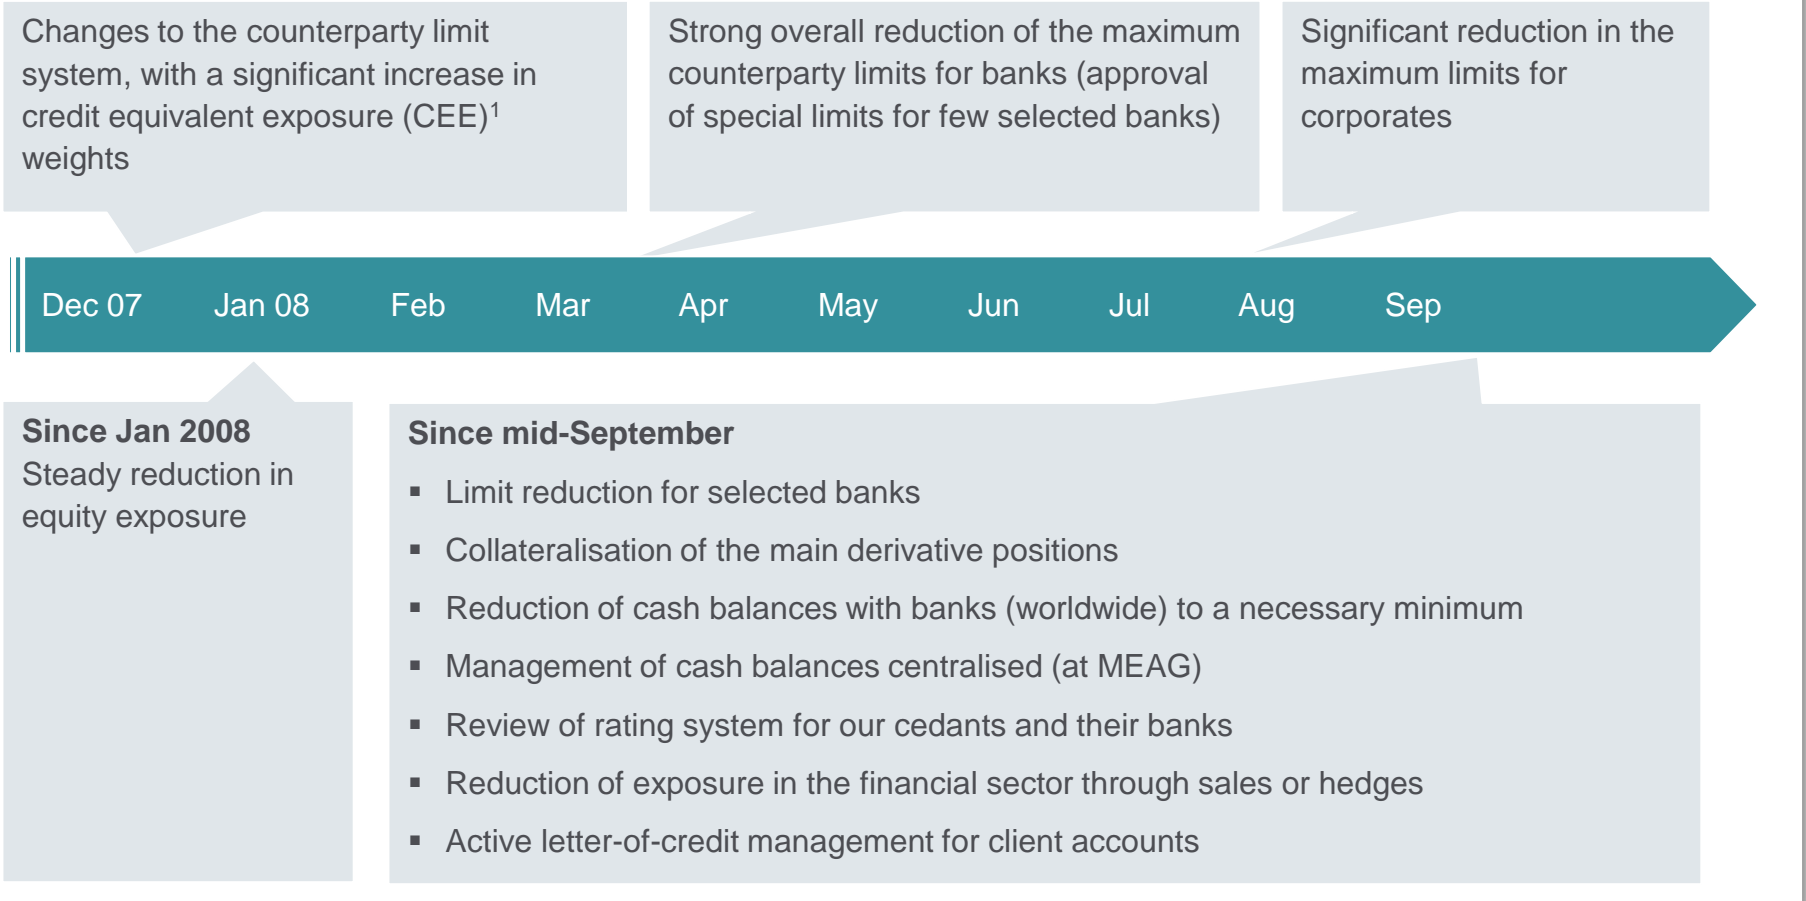 Changes to the counterparty limit
system, with a significant increase in
credit equivalent exposure (CEE)¹
weights
Strong overall reduction of the maximum
counterparty limits for banks (approval
of special limits for few selected banks)
Significant reduction in the
maximum limits for
corporates
Dec 07 Jan 08 Feb Mar Apr May Jun Jul Aug Sep
Since Jan 2008
Steady reduction in
equity exposure
Since mid-September
▪ Limit reduction for selected banks
▪ Collateralisation of the main derivative positions
▪ Reduction of cash balances with banks (worldwide) to a necessary minimum
▪ Management of cash balances centralised (at MEAG)
▪ Review of rating system for our cedants and their banks
▪ Reduction of exposure in the financial sector through sales or hedges
▪ Active letter-of-credit management for client accounts